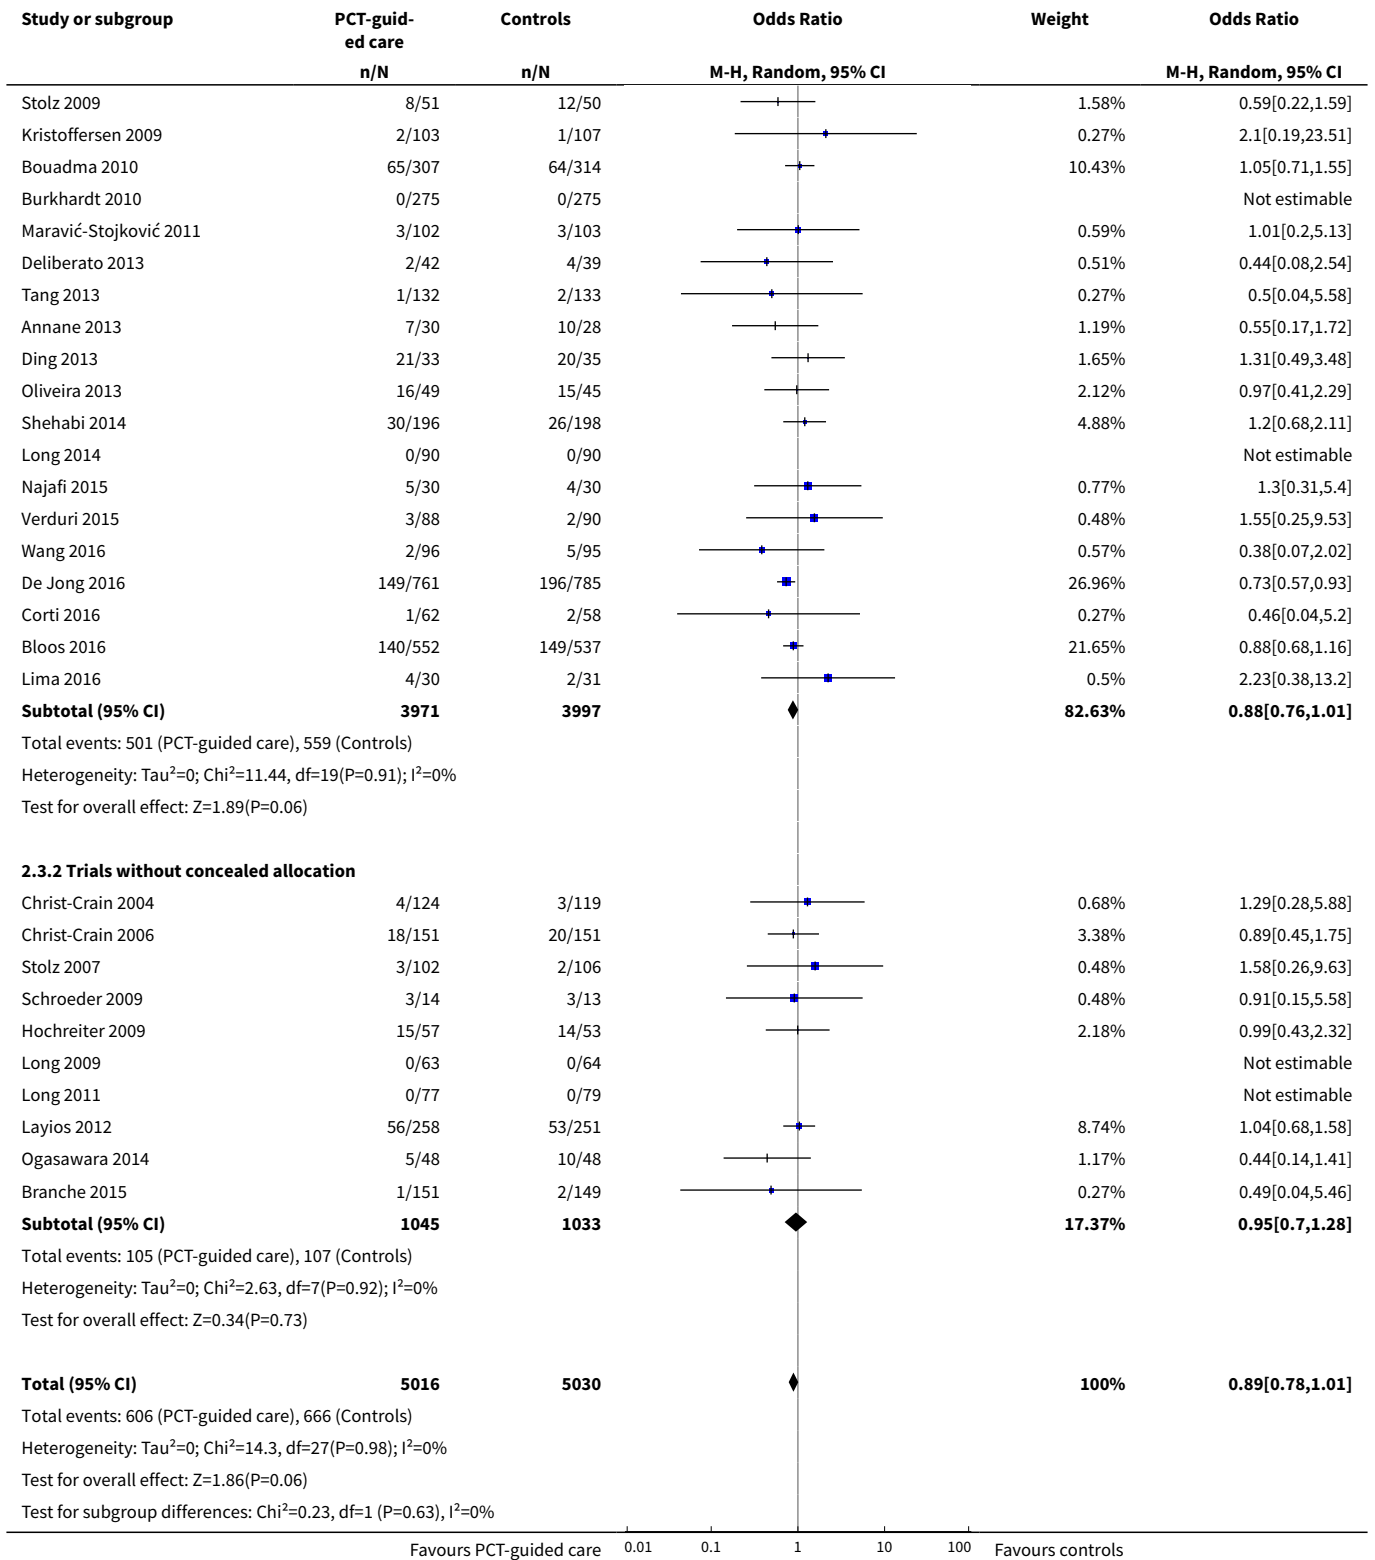 Study or subgroup PCT-guid- Controls Odds Ratio Weight Odds Ratio
ed care
n/N n/N M-H, Random, 95% CI M-H, Random, 95% CI
Stolz 2009 8/51 12/50 1.58% 0.59[0.22,1.59]
Kristoffersen 2009 2/103 1/107 0.27% 2.1[0.19,23.51]
Bouadma 2010 65/307 64/314 10.43% 1.05[0.71,1.55]
Burkhardt 2010 0/275 0/275 Not estimable
Maravić-Stojković 2011 3/102 3/103 0.59% 1.01[0.2,5.13]
Deliberato 2013 2/42 4/39 0.51% 0.44[0.08,2.54]
Tang 2013 1/132 2/133 0.27% 0.5[0.04,5.58]
Annane 2013 7/30 10/28 1.19% 0.55[0.17,1.72]
Ding 2013 21/33 20/35 1.65% 1.31[0.49,3.48]
Oliveira 2013 16/49 15/45 2.12% 0.97[0.41,2.29]
Shehabi 2014 30/196 26/198 4.88% 1.2[0.68,2.11]
Long 2014 0/90 0/90 Not estimable
Najafi 2015 5/30 4/30 0.77% 1.3[0.31,5.4]
Verduri 2015 3/88 2/90 0.48% 1.55[0.25,9.53]
Wang 2016 2/96 5/95 0.57% 0.38[0.07,2.02]
De Jong 2016 149/761 196/785 26.96% 0.73[0.57,0.93]
Corti 2016 1/62 2/58 0.27% 0.46[0.04,5.2]
Bloos 2016 140/552 149/537 21.65% 0.88[0.68,1.16]
Lima 2016 4/30 2/31 0.5% 2.23[0.38,13.2]
Subtotal (95% CI) 3971 3997 82.63% 0.88[0.76,1.01]
Total events: 501 (PCT-guided care), 559 (Controls)
Heterogeneity: Tau²=0; Chi²=11.44, df=19(P=0.91); I²=0%
Test for overall effect: Z=1.89(P=0.06)
2.3.2 Trials without concealed allocation
Christ-Crain 2004 4/124 3/119 0.68% 1.29[0.28,5.88]
Christ-Crain 2006 18/151 20/151 3.38% 0.89[0.45,1.75]
Stolz 2007 3/102 2/106 0.48% 1.58[0.26,9.63]
Schroeder 2009 3/14 3/13 0.48% 0.91[0.15,5.58]
Hochreiter 2009 15/57 14/53 2.18% 0.99[0.43,2.32]
Long 2009 0/63 0/64 Not estimable
Long 2011 0/77 0/79 Not estimable
Layios 2012 56/258 53/251 8.74% 1.04[0.68,1.58]
Ogasawara 2014 5/48 10/48 1.17% 0.44[0.14,1.41]
Branche 2015 1/151 2/149 0.27% 0.49[0.04,5.46]
Subtotal (95% CI) 1045 1033 17.37% 0.95[0.7,1.28]
Total events: 105 (PCT-guided care), 107 (Controls)
Heterogeneity: Tau²=0; Chi²=2.63, df=7(P=0.92); I²=0%
Test for overall effect: Z=0.34(P=0.73)
Total (95% CI) 5016 5030 100% 0.89[0.78,1.01]
Total events: 606 (PCT-guided care), 666 (Controls)
Heterogeneity: Tau²=0; Chi²=14.3, df=27(P=0.98); I²=0%
Test for overall effect: Z=1.86(P=0.06)
Test for subgroup differences: Chi²=0.23, df=1 (P=0.63), I²=0%
Favours PCT-guided care 0.01 0.1 1 10 100 Favours controls